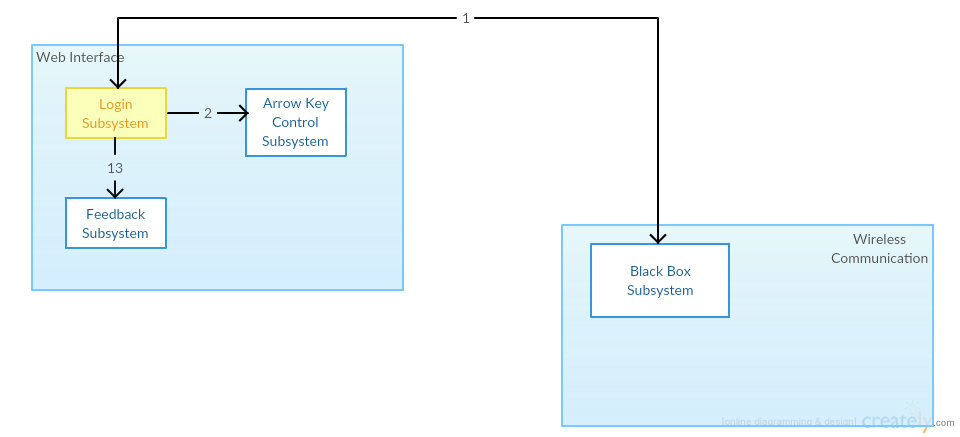 1
Web Interface
Login
Subsystem
2
Arrow Key
Control
Subsystem
13
Feedback
Subsystem
Wireless
Communication
Black Box
Subsystem
[online diagramming & design] creately.com